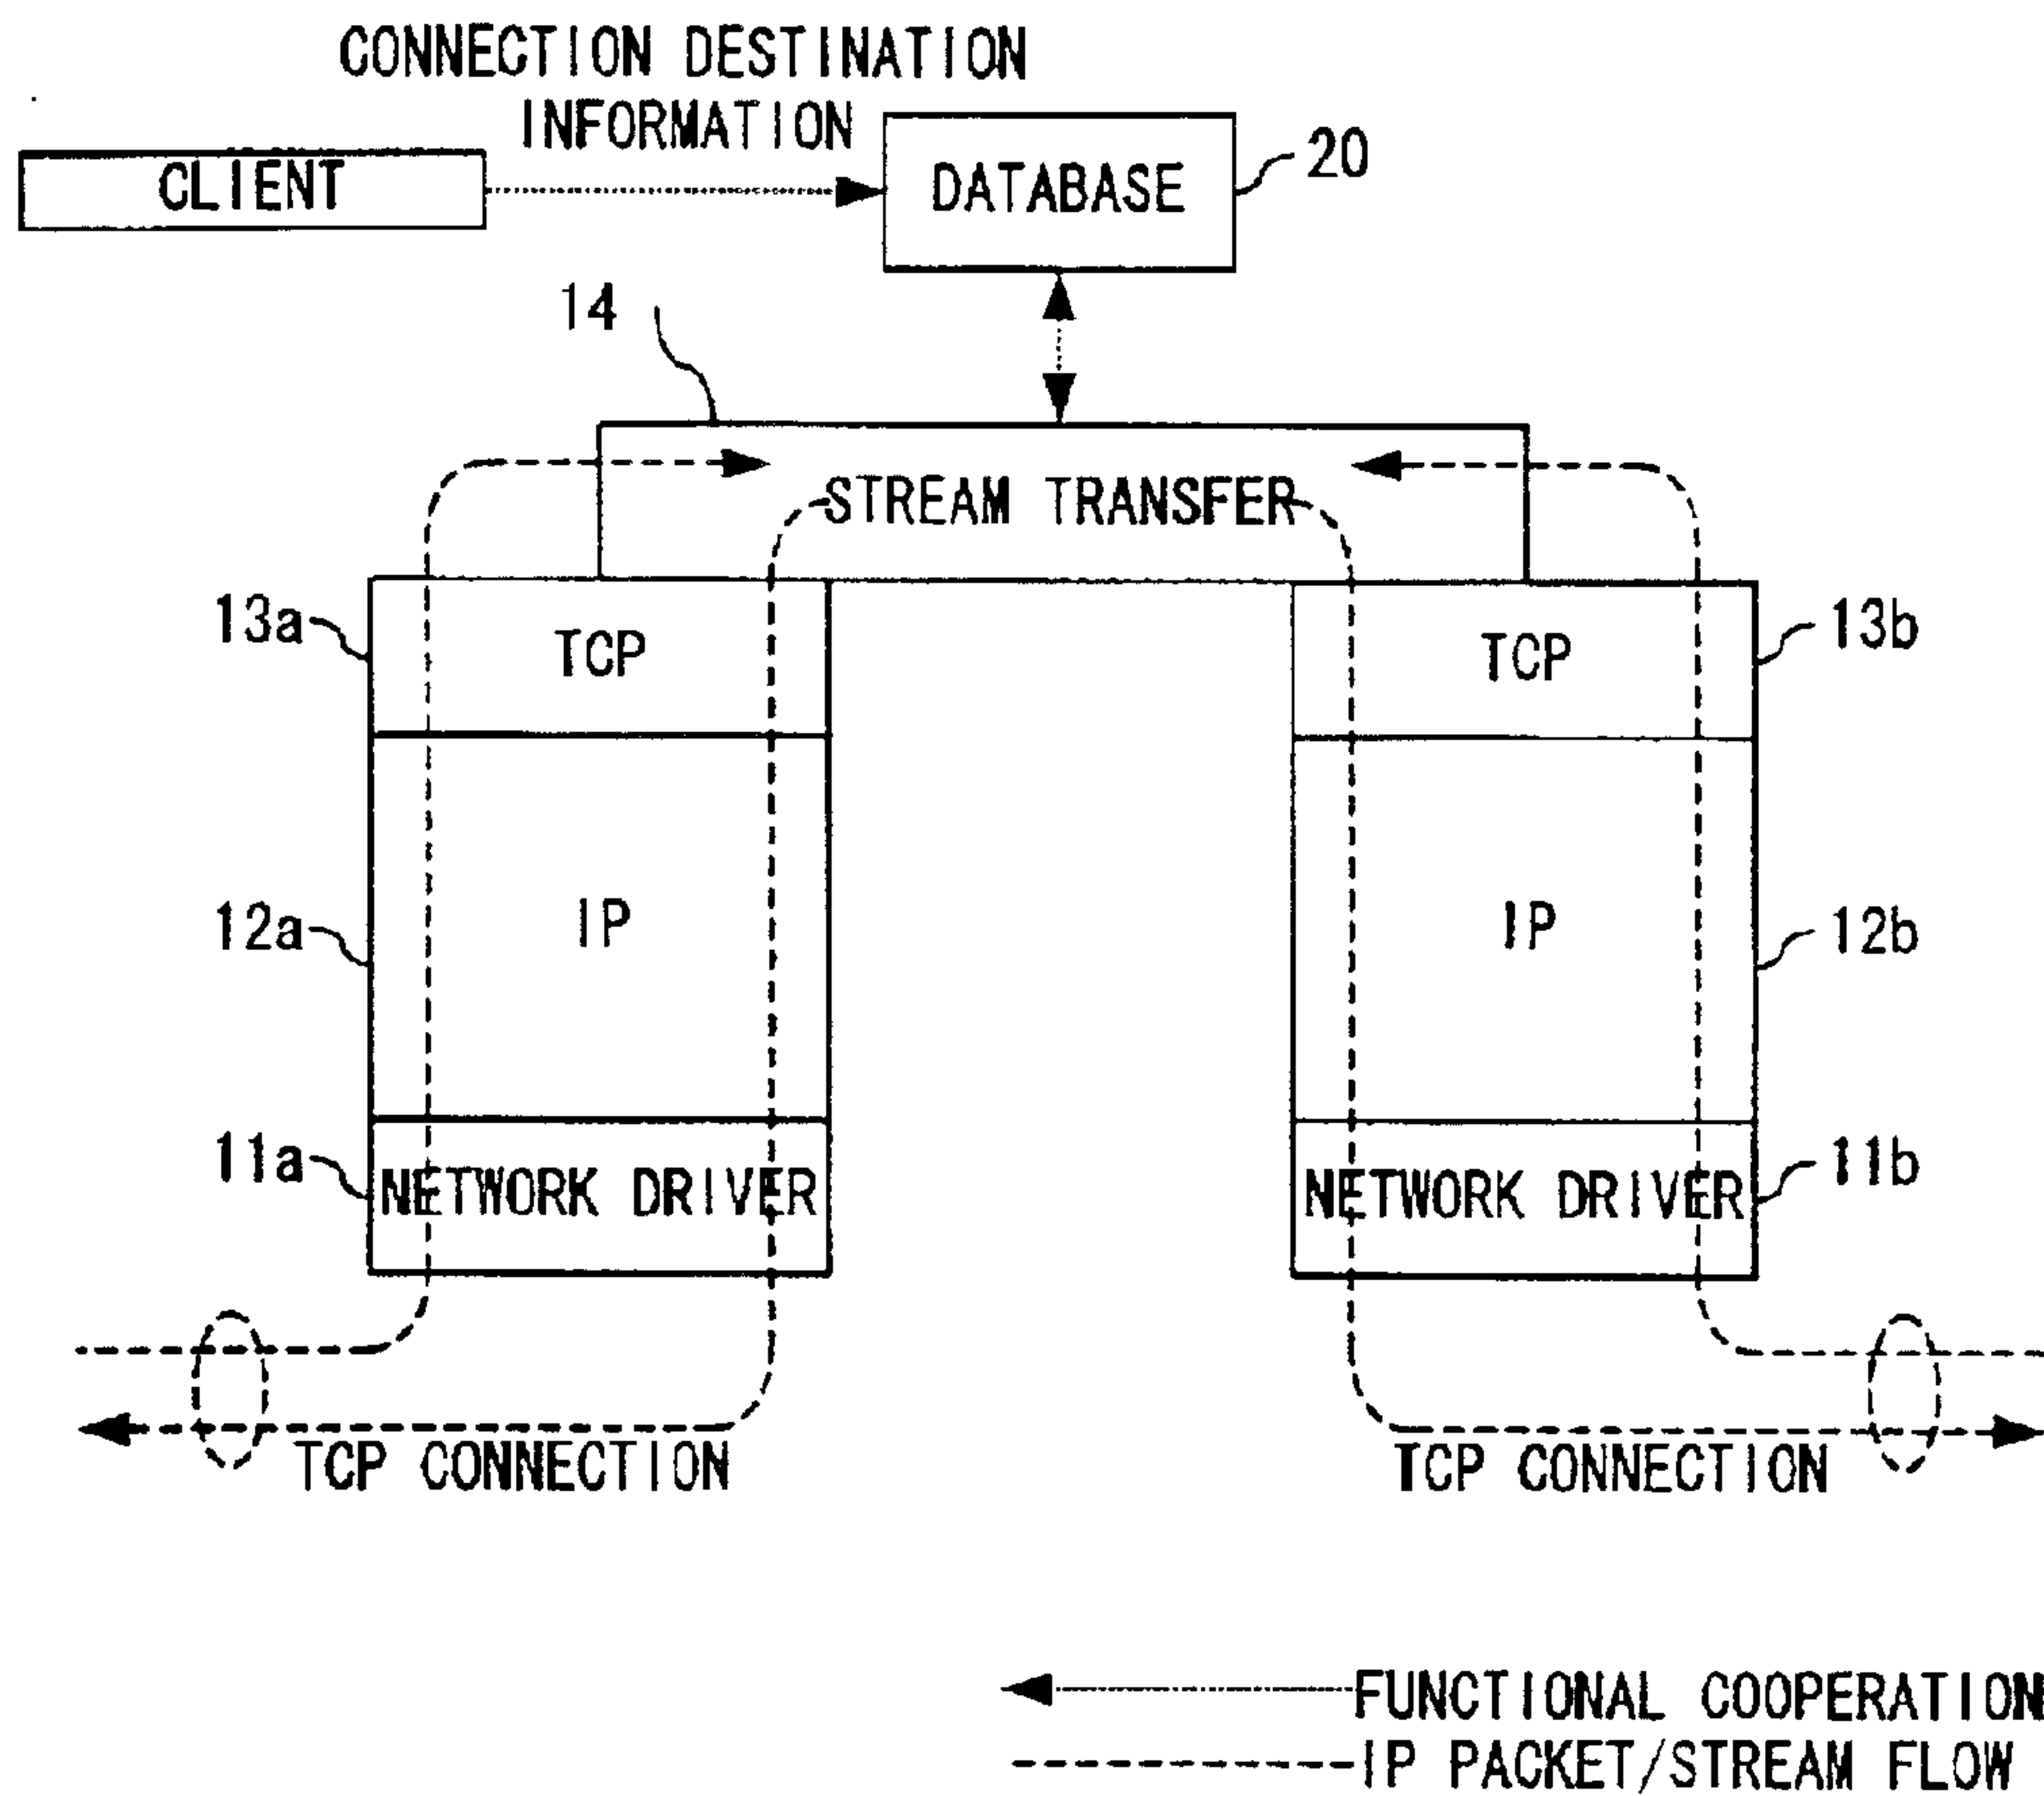 CONNECTION DESTINATION
INFORMATION
CLIENT
DATABASE
20
14
STREAM TRANSFER
13a
TCP
TCP
13b
12a
IP
IP
12b
11a
NETWORK DRIVER
NETWORK DRIVER
11b
TCP CONNECTION
TCP CONNECTION
FUNCTIONAL COOPERATION
IP PACKET/STREAM FLOW